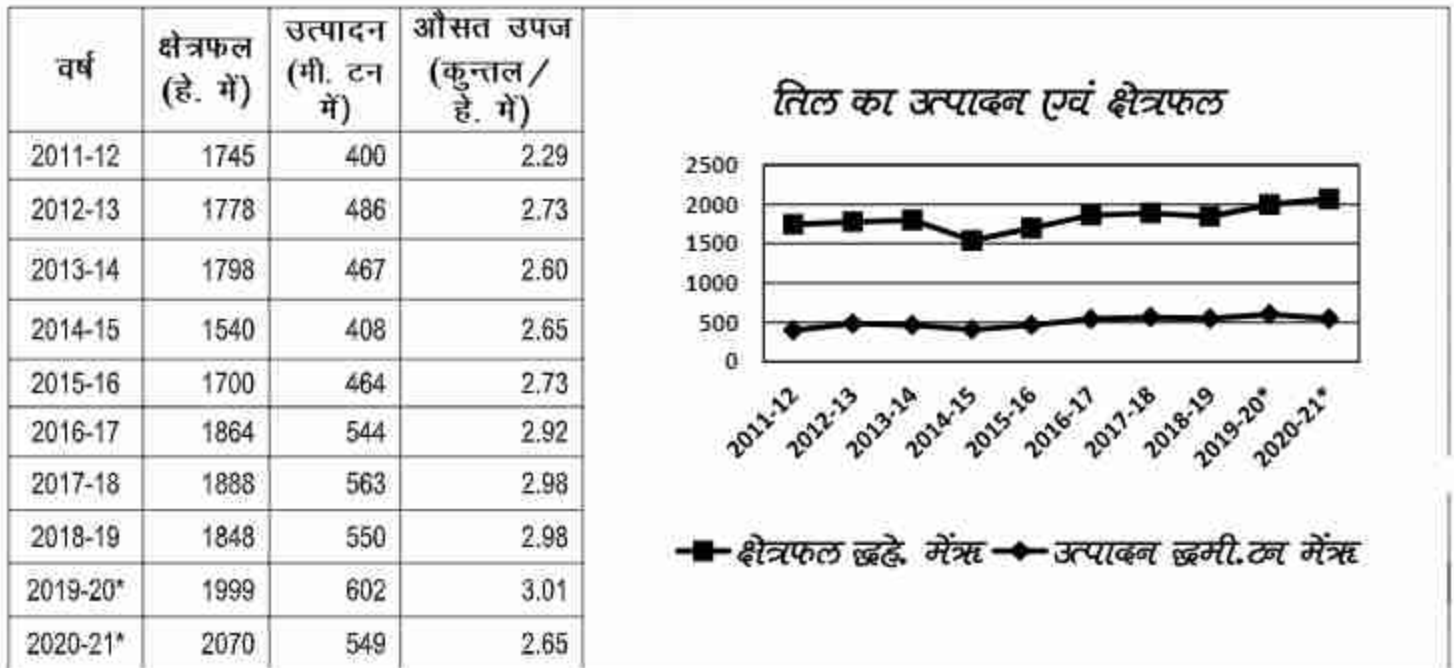 वर्ष क्षेत्रफल (हे. में) उत्पादन (मी. टन में) औसत उपज (कुन्तल / हे. में)
2011-12 1745 400 2.29
2012-13 1778 486 2.73
2013-14 1798 467 2.60
2014-15 1540 408 2.65
2015-16 1700 464 2.73
2016-17 1864 544 2.92
2017-18 1888 563 2.98
2018-19 1848 550 2.98
2019-20* 1999 602 3.01
2020-21* 2070 549 2.65
तिल का उत्पादन एवं क्षेत्रफल
2500
2000
1500
1000
500
0
2011-12 2012-13 2013-14 2014-15 2015-16 2016-17 2017-18 2018-19 2019-20* 2020-21*
क्षेत्रफल द्धहे. मेंऋ उत्पादन द्धमी.टन मेंऋ